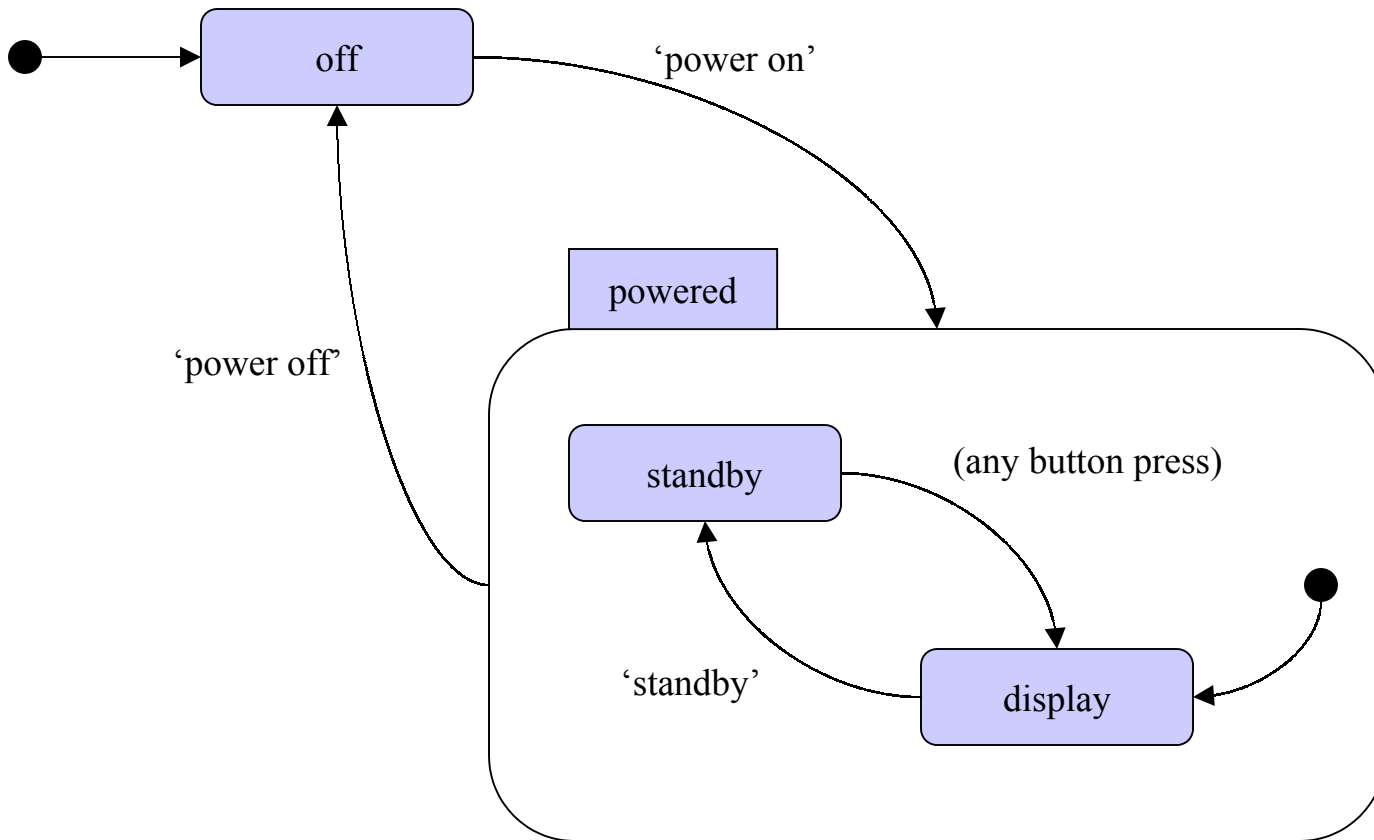 off
‘power on’
powered
‘power off’
standby
(any button press)
‘standby’
display